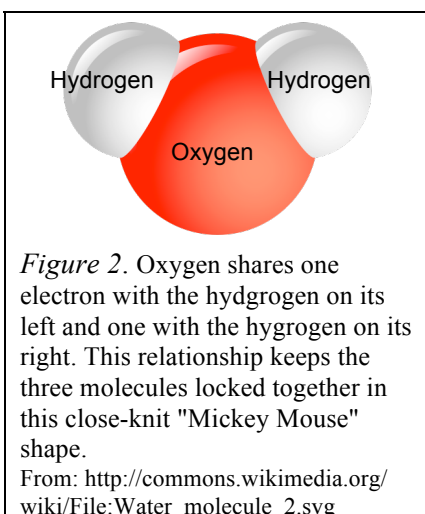 Hydrogen Hydrogen
Oxygen
Figure 2. Oxygen shares one
electron with the hydgrogen on its
left and one with the hygrogen on its
right. This relationship keeps the
three molecules locked together in
this close-knit "Mickey Mouse"
shape.
From: http://commons.wikimedia.org/
wiki/File:Water_molecule_2.svg